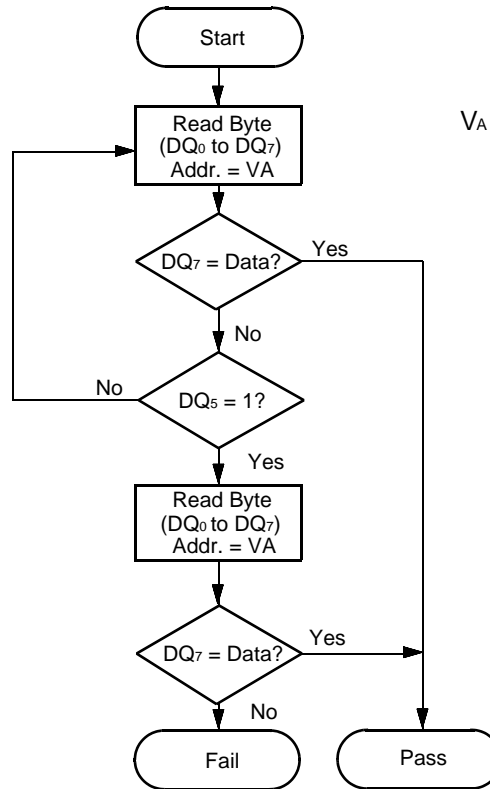 Start
Read Byte
(DQ0 to DQ7)
Addr. = VA
VA
DQ7 = Data?
Yes
No
No
DQ5 = 1?
Yes
Read Byte
(DQ0 to DQ7)
Addr. = VA
DQ7 = Data?
Yes
No
Fail
Pass